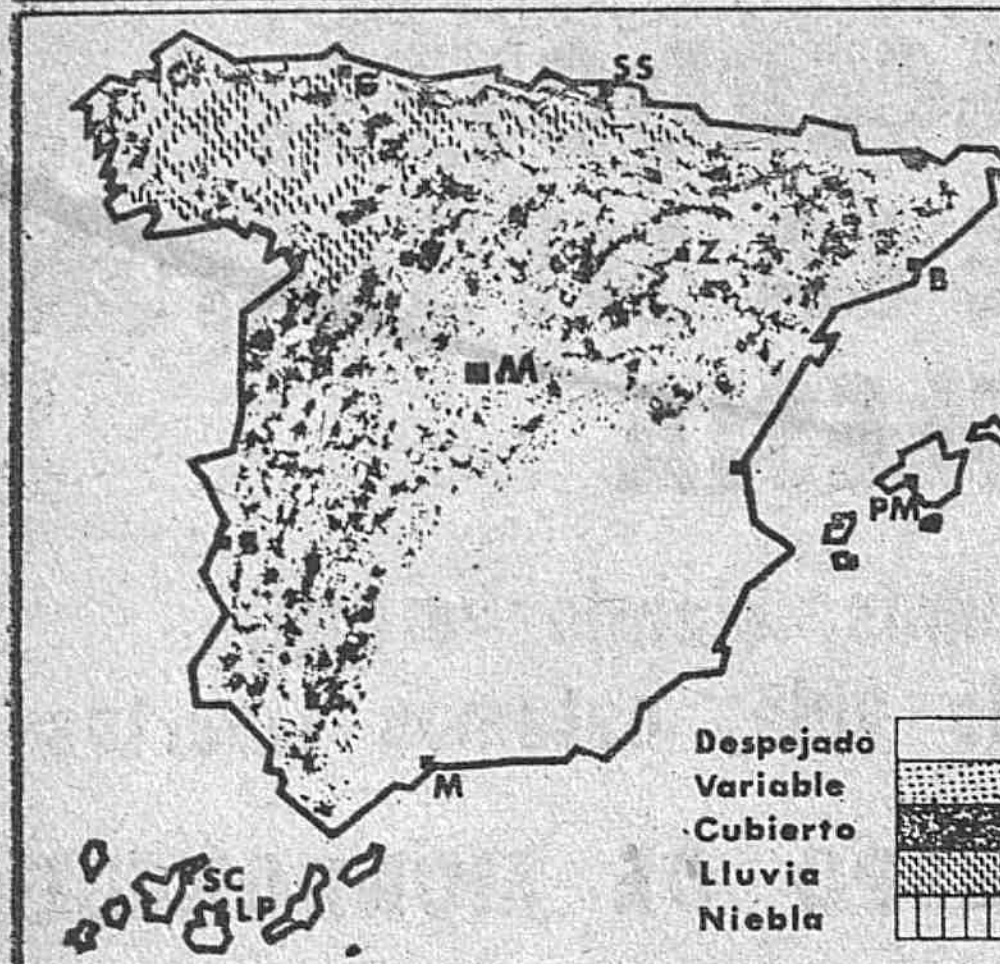 SS
C
G
Z
B
M
PM
B
M
Despejado
Variable
Cubierto
Lluvia
Niebla
SC
LP